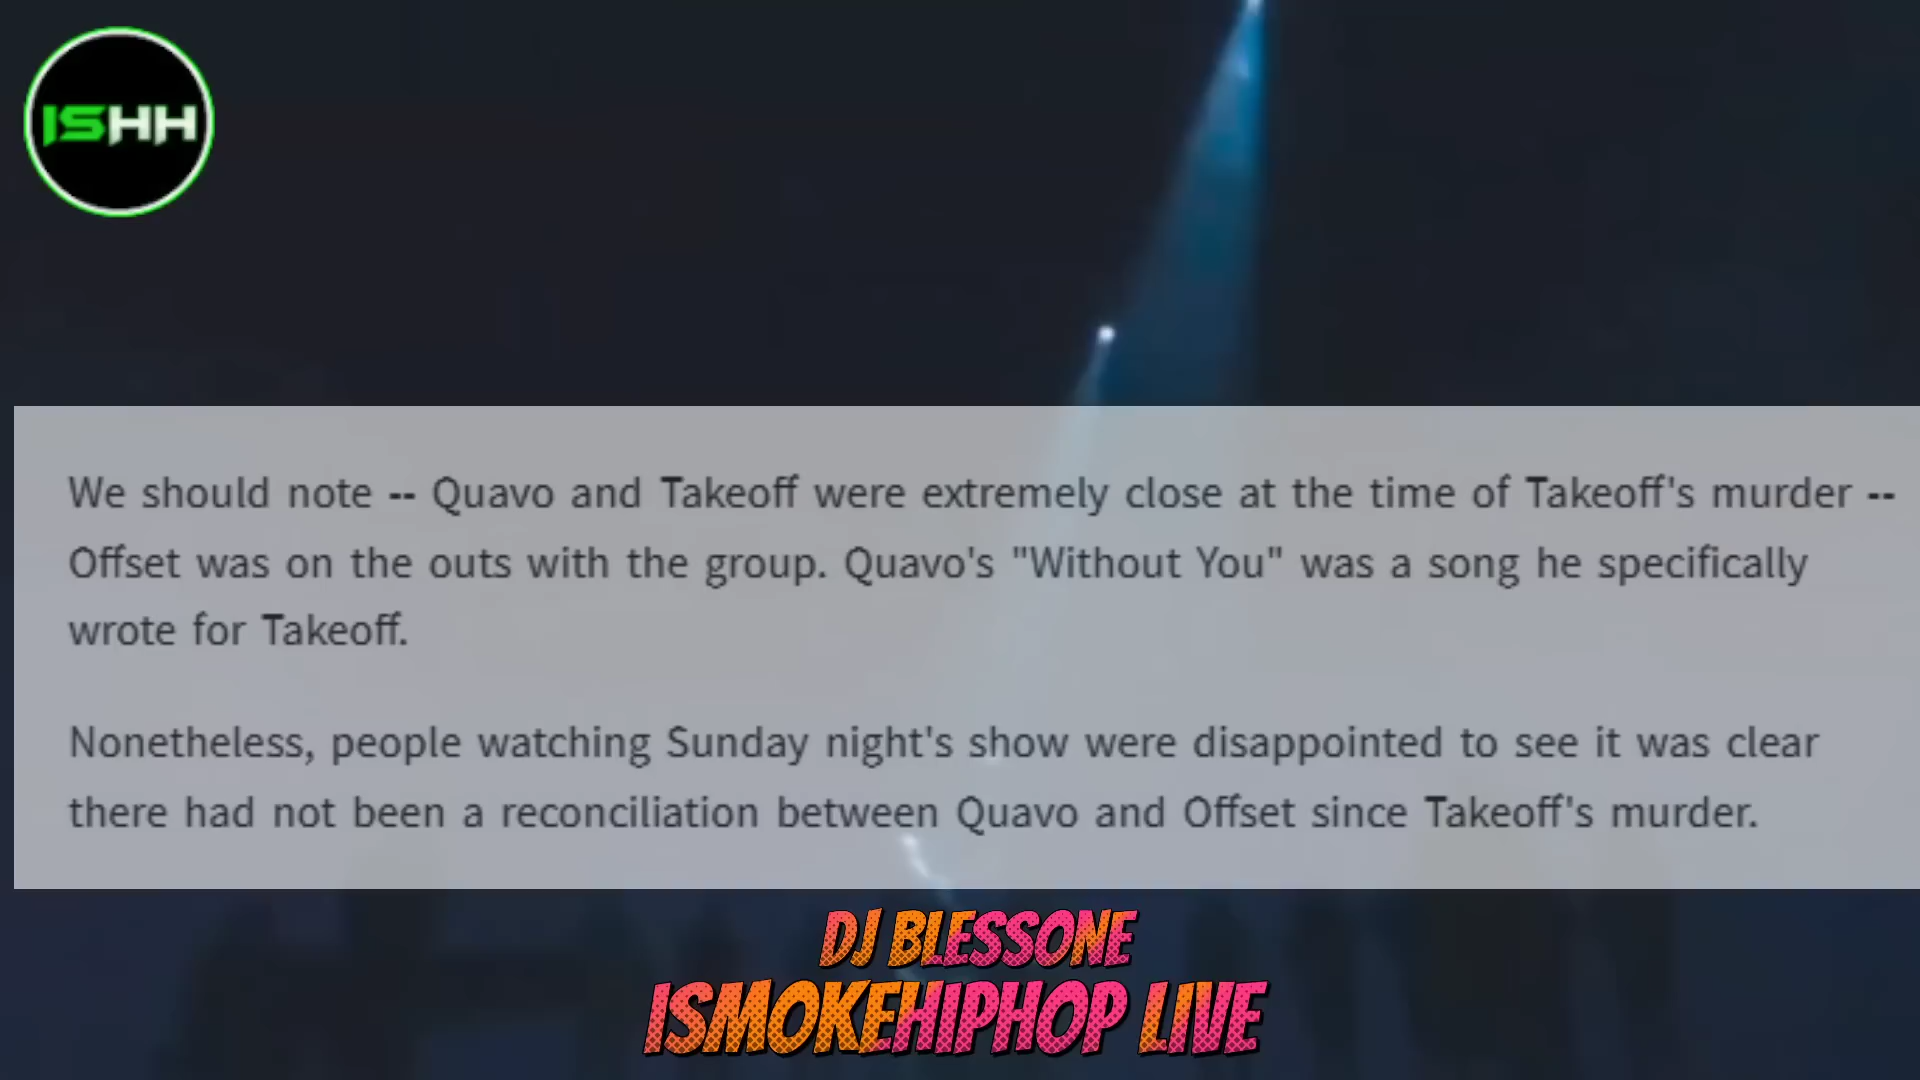 ISHH
We should note -- Quavo and Takeoff were extremely close at the time of Takeoff's murder --
Offset was on the outs with the group. Quavo's "Without You" was a song he specifically
wrote for Takeoff.
Nonetheless, people watching Sunday night's show were disappointed to see it was clear
there had not been a reconciliation between Quavo and Offset since Takeoff's murder.
DJ BLESSONE
ISMOKEHIPHOP LIVE